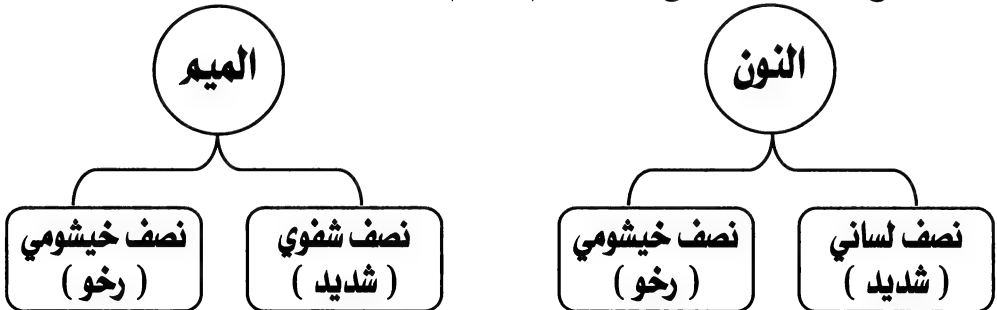 النون
نصف لساني
( شديد )
نصف خيشومي
( رخو )
الميم
نصف شفوي
( شديد )
نصف خيشومي
( رخو )